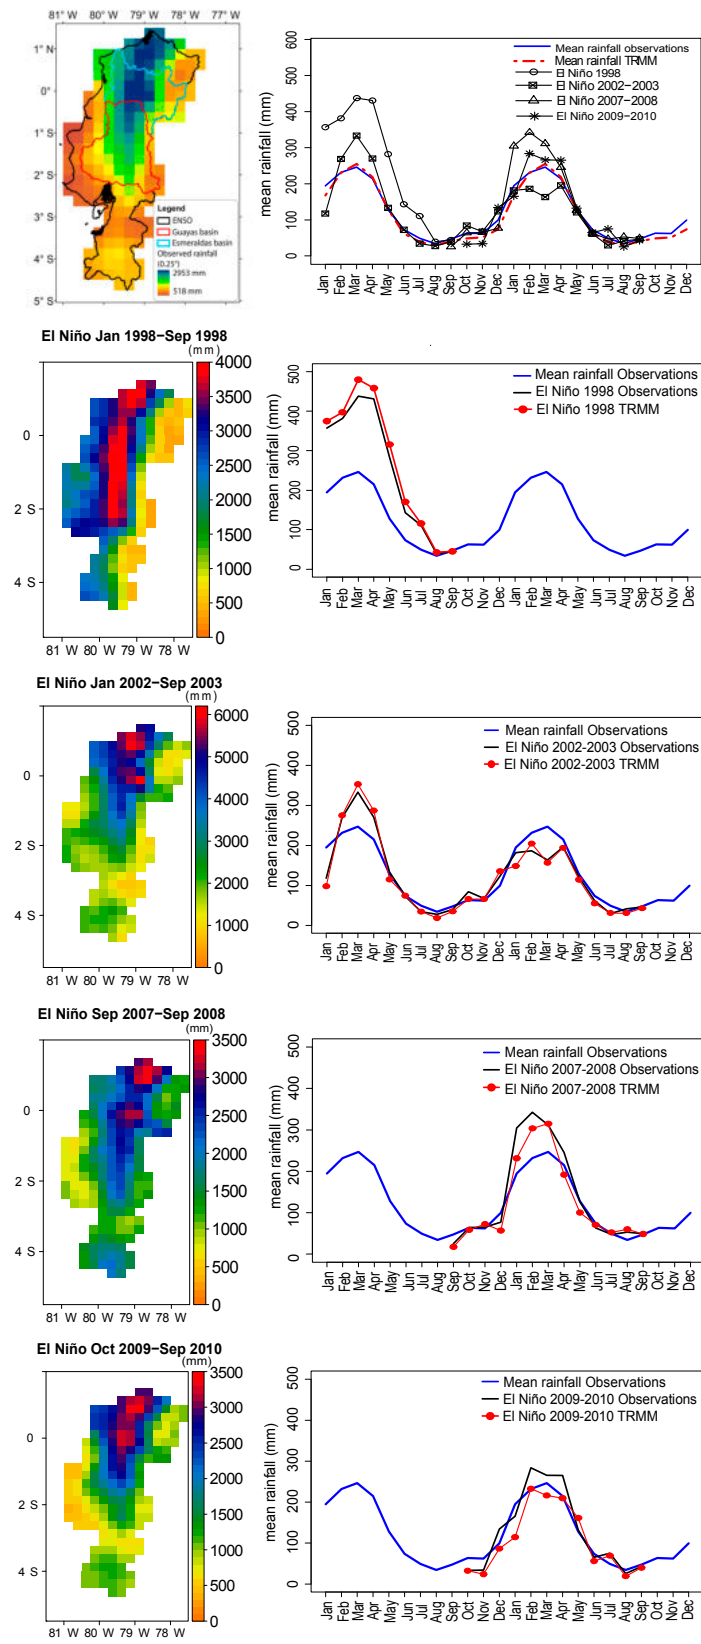 81° W 80° W 79° W 78° W 77° W
1° N
0°
1° S
2° S
3° S
4° S
5° S
Legend
ENSO
Guayas basin
Esmeraldas basin
Observed rainfall
(0.25°)
2953 mm
518 mm
mean rainfall (mm)
600
500
400
300
200
100
0
Mean rainfall observations
Mean rainfall TRMM
El Niño 1998
El Niño 2002−2003
El Niño 2007−2008
El Niño 2009−2010
Jan Feb Mar Apr May Jun Jul Aug Sep Oct Nov Dec Jan Feb Mar Apr May Jun Jul Aug Sep Oct Nov Dec
El Niño Jan 1998−Sep 1998
(mm)
4000
3500
3000
2500
2000
1500
1000
500
0
0
2 S
4 S
81 W 80 W 79 W 78 W
mean rainfall (mm)
500
400
300
200
100
0
Mean rainfall Observations
El Niño 1998 Observations
El Niño 1998 TRMM
Jan Feb Mar Apr May Jun Jul Aug Sep Oct Nov Dec Jan Feb Mar Apr May Jun Jul Aug Sep Oct Nov Dec
El Niño Jan 2002−Sep 2003
(mm)
6000
5000
4000
3000
2000
1000
0
0
2 S
4 S
81 W 80 W 79 W 78 W
mean rainfall (mm)
500
400
300
200
100
0
Mean rainfall Observations
El Niño 2002-2003 Observations
El Niño 2002-2003 TRMM
Jan Feb Mar Apr May Jun Jul Aug Sep Oct Nov Dec Jan Feb Mar Apr May Jun Jul Aug Sep Oct Nov Dec
El Niño Sep 2007−Sep 2008
(mm)
3500
3000
2500
2000
1500
1000
500
0
0
2 S
4 S
81 W 80 W 79 W 78 W
mean rainfall (mm)
500
400
300
200
100
0
Mean rainfall Observations
El Niño 2007-2008 Observations
El Niño 2007-2008 TRMM
Jan Feb Mar Apr May Jun Jul Aug Sep Oct Nov Dec Jan Feb Mar Apr May Jun Jul Aug Sep Oct Nov Dec
El Niño Oct 2009−Sep 2010
(mm)
3500
3000
2500
2000
1500
1000
500
0
0
2 S
4 S
81 W 80 W 79 W 78 W
mean rainfall (mm)
500
400
300
200
100
0
Mean rainfall Observations
El Niño 2009-2010 Observations
El Niño 2009-2010 TRMM
Jan Feb Mar Apr May Jun Jul Aug Sep Oct Nov Dec Jan Feb Mar Apr May Jun Jul Aug Sep Oct Nov Dec